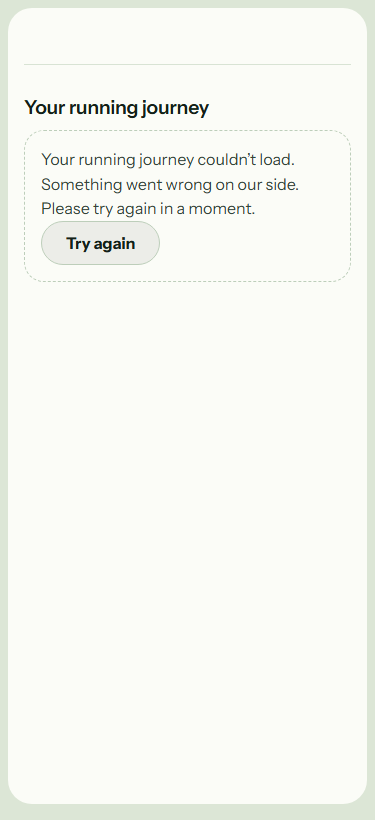 Your running journey
Your running journey couldn’t load.
Something went wrong on our side.
Please try again in a moment.
Try again